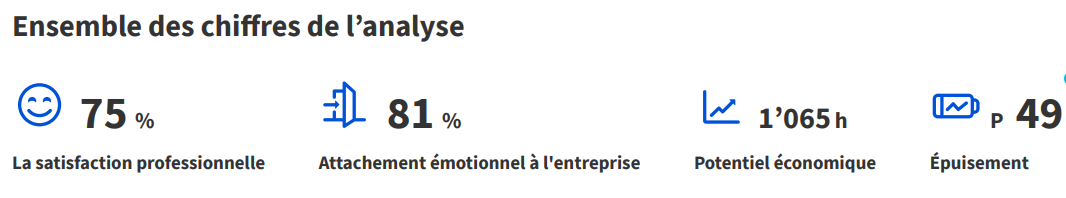 Ensemble des chiffres de l’analyse
75 %
81 %
1’065 h
P 49
La satisfaction professionnelle
Attachement émotionnel à l'entreprise
Potentiel économique
Épuisement